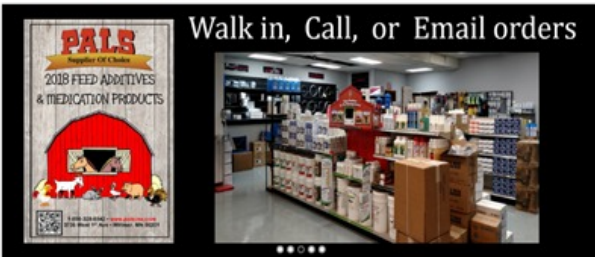 Walk in, Call, or Email orders
PALS
Supplier Of Choice
2018 FEED ADDITIVES
& MEDICATION PRODUCTS